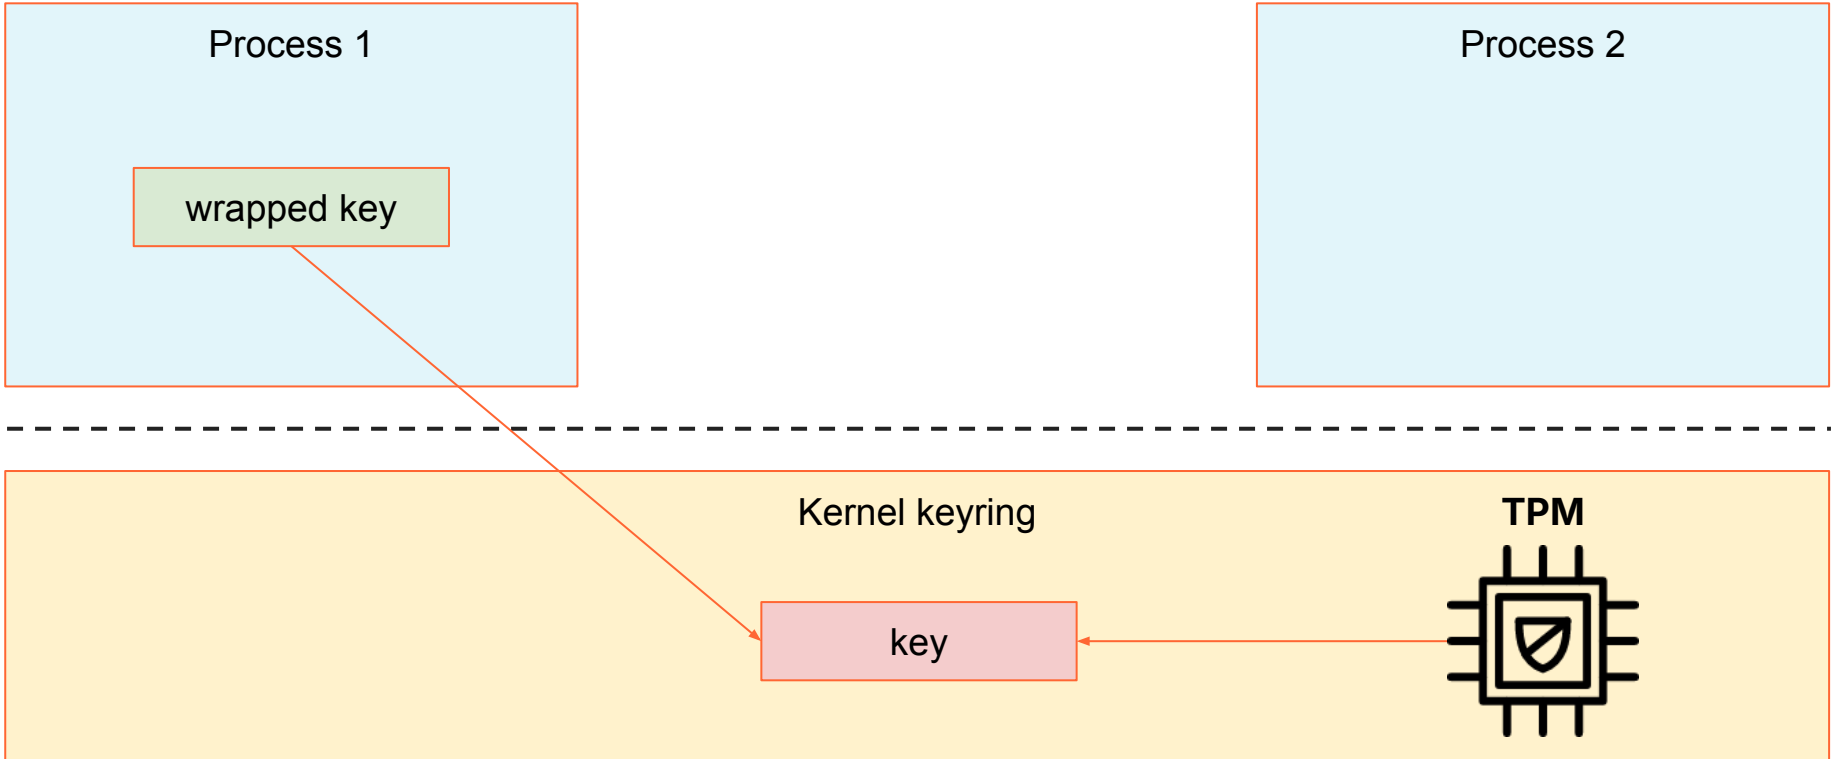 Process 1
Process 2
wrapped key
Kernel keyring
TPM
key